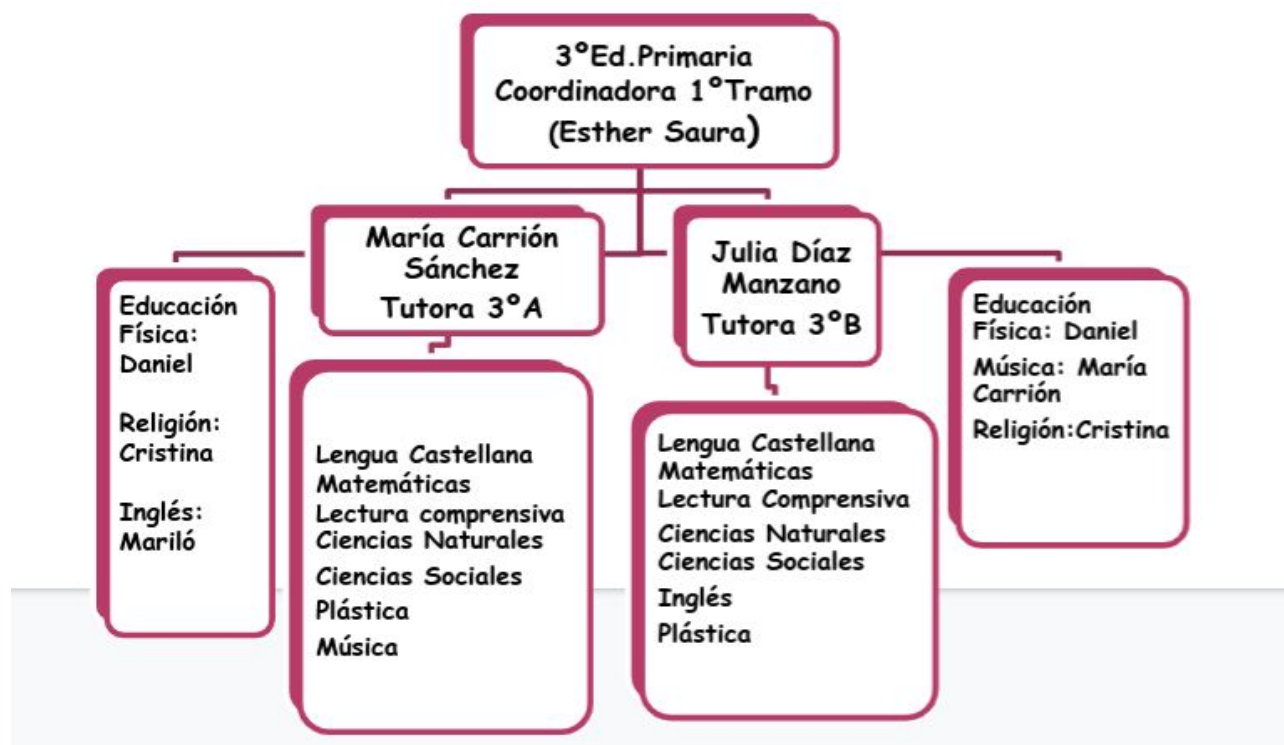 3ºEd.Primaria
Coordinadora 1ºTramo
(Esther Saura)
María Carrión
Sánchez
Tutora 3ºA
Julia Díaz
Manzano
Tutora 3ºB
Educación
Física:
Daniel
Religión:
Cristina
Inglés:
Mariló
Lengua Castellana
Matemáticas
Lectura comprensiva
Ciencias Naturales
Ciencias Sociales
Plástica
Música
Lengua Castellana
Matemáticas
Lectura Comprensiva
Ciencias Naturales
Ciencias Sociales
Inglés
Plástica
Educación
Física: Daniel
Música: María
Carrión
Religión:Cristina